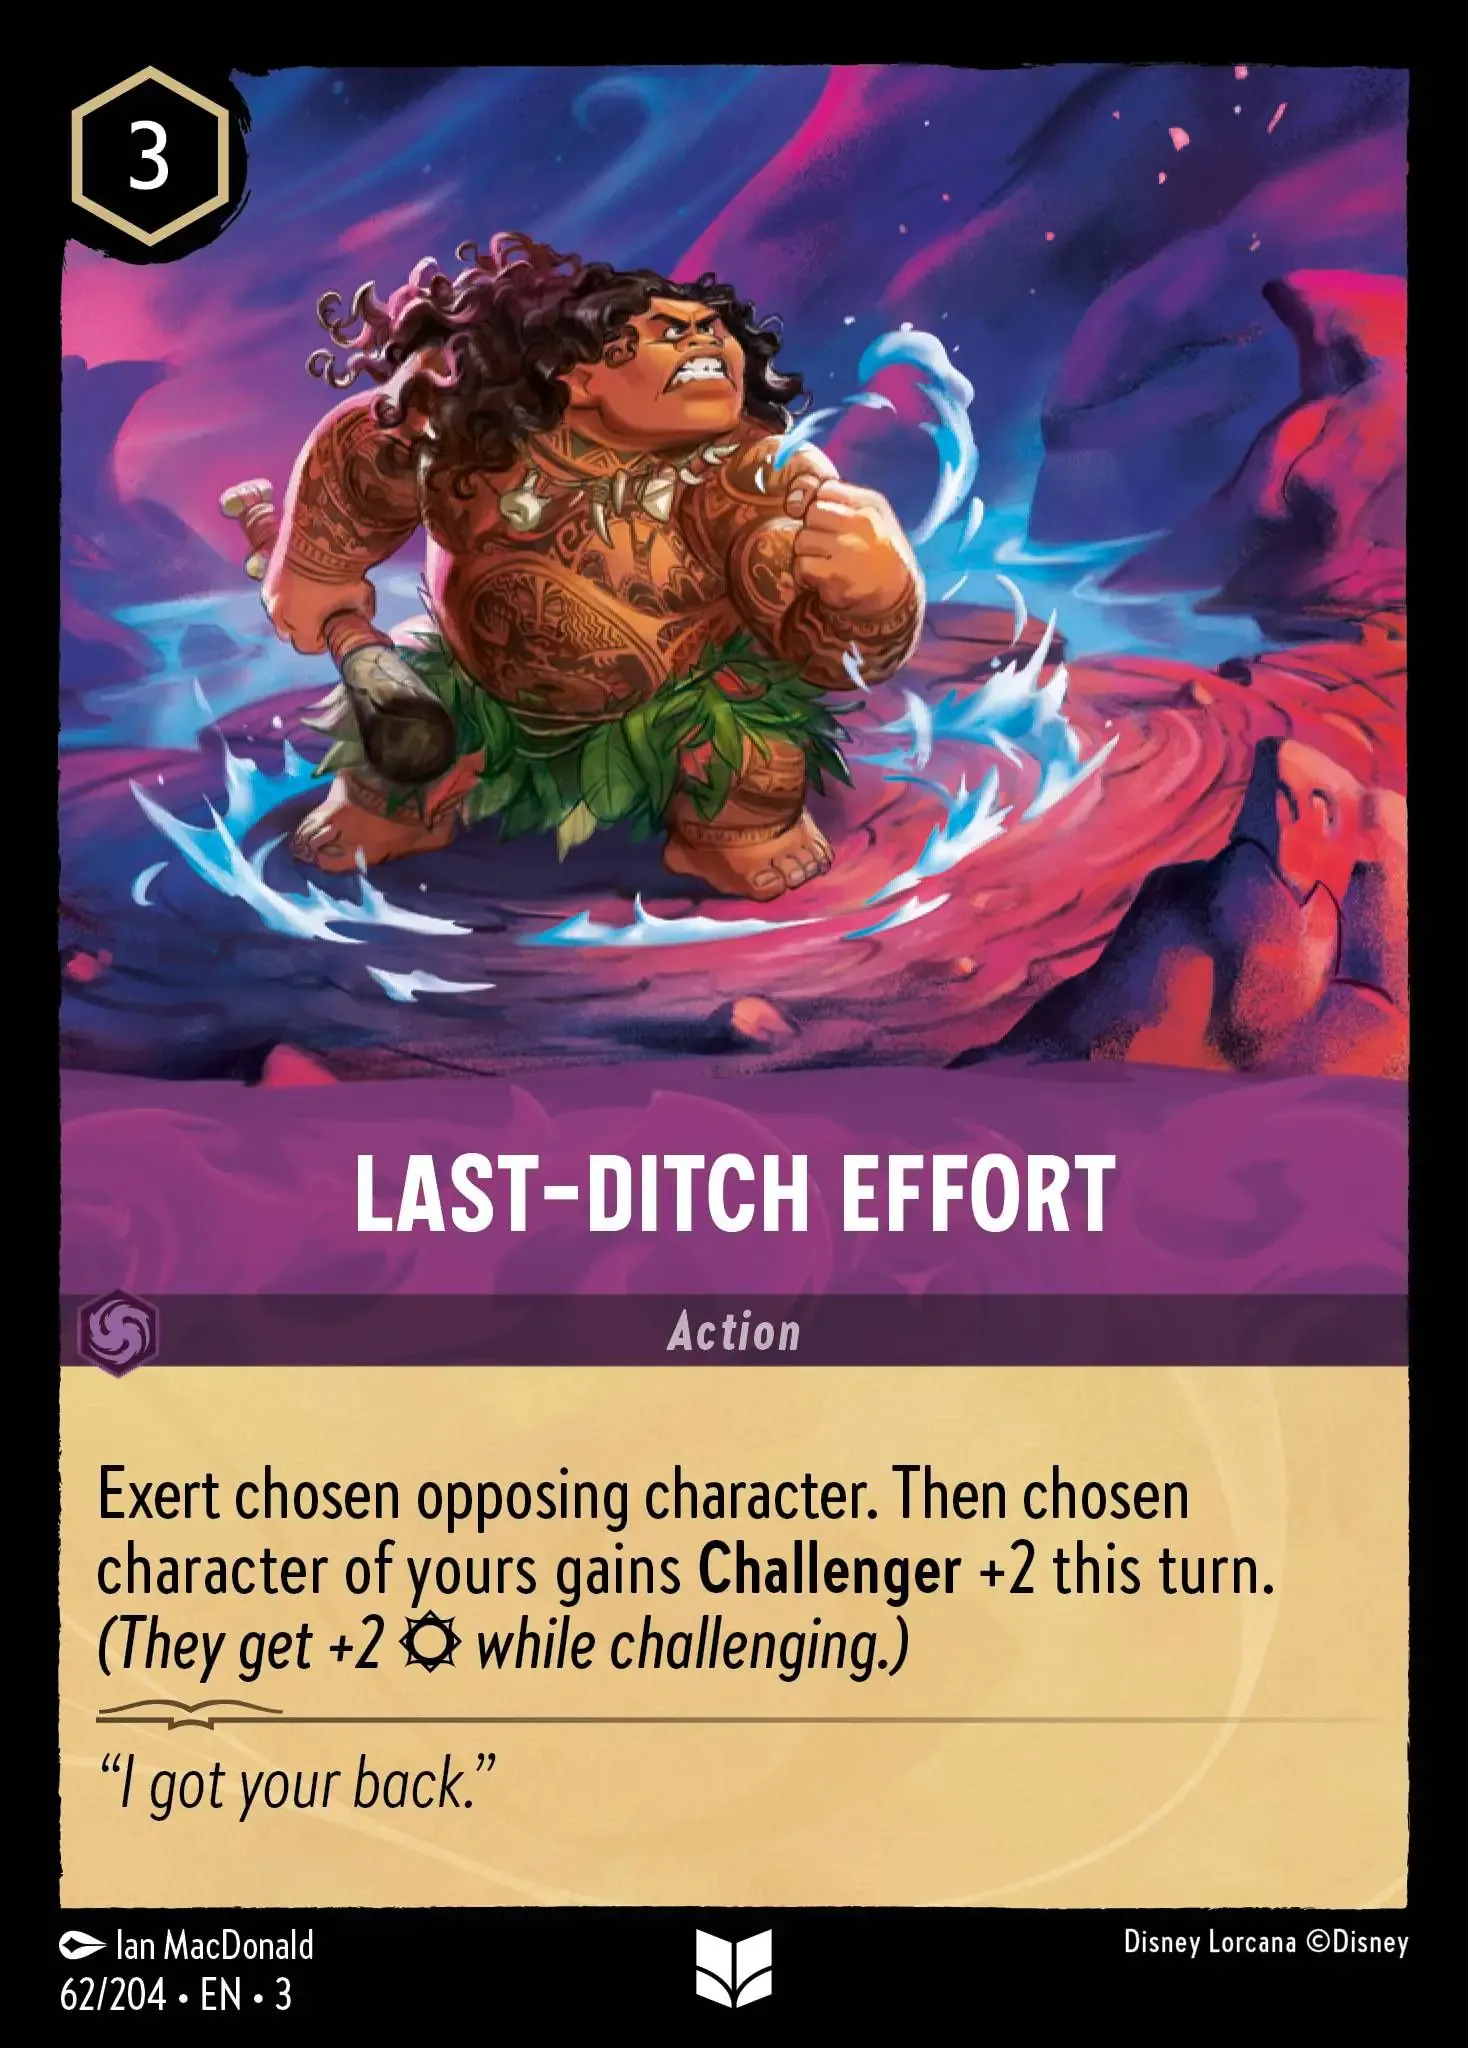 3
LAST-DITCH EFFORT
Action
Exert chosen opposing character. Then chosen
character of yours gains Challenger +2 this turn.
(They get +2 while challenging.)
“I got your back.”
Ian MacDonald
Disney Lorcana ©Disney
62/204 • EN • 3